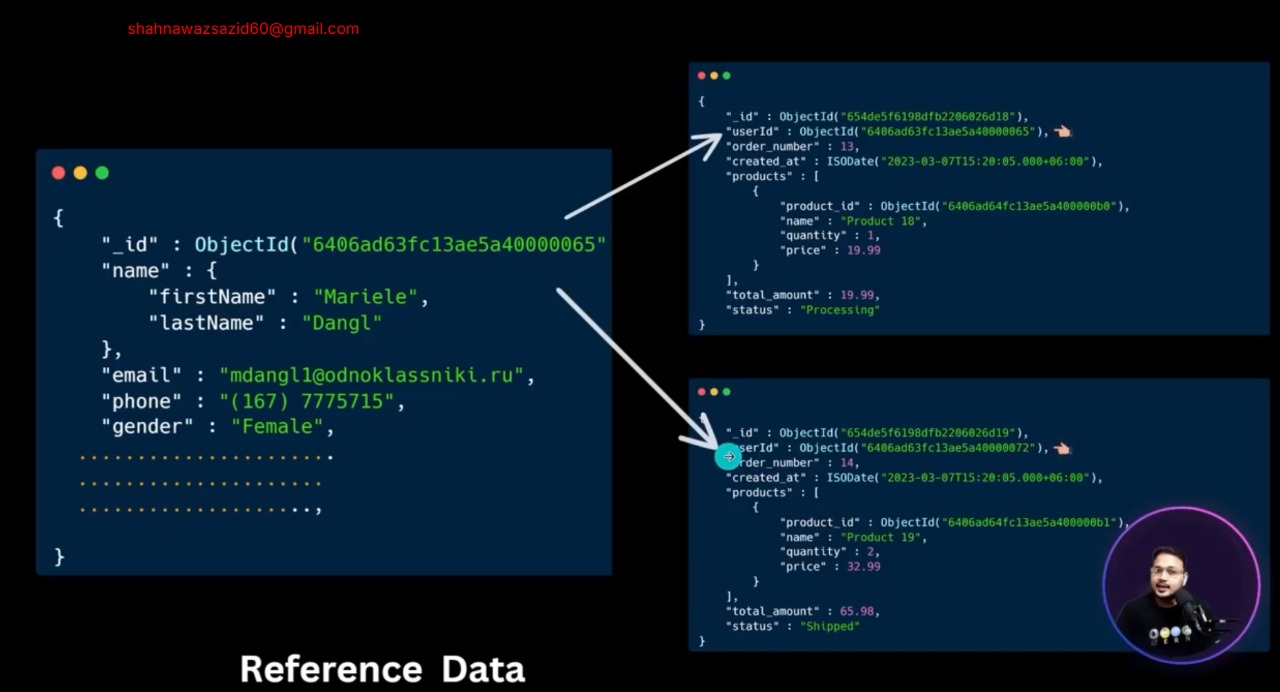 shahnawazsazid60@gmail.com
{
"_id" : ObjectId("6406ad63fc13ae5a40000065"
"name" : {
"firstName" : "Mariele",
"lastName" : "Dangl"
},
"email" : "mdangl1@odnoklassniki.ru",
"phone" : "(167) 7775715",
"gender" : "Female",
......................
.....................
....................,
}
Reference Data
{
"_id" : ObjectId("654de5f6198dfb2206026d18"),
"userId" : ObjectId("6406ad63fc13ae5a40000065"),
"order_number" : 13,
"created_at" : ISODate("2023-03-07T15:20:05.000+06:00"),
"products" : [
{
"product_id" : ObjectId("6406ad64fc13ae5a400000b0"),
"name" : "Product 18",
"quantity" : 1,
"price" : 19.99
}
],
"total_amount" : 19.99,
"status" : "Processing"
}
{
"_id" : ObjectId("654de5f6198dfb2206026d19"),
serId" : ObjectId("6406ad63fc13ae5a40000072"),
rder_number" : 14,
"created_at" : ISODate("2023-03-07T15:20:05.000+06:00"),
"products" : [
{
"product_id" : ObjectId("6406ad64fc13ae5a400000b1"),
"name" : "Product 19",
"quantity" : 2,
"price" : 32.99
}
],
"total_amount" : 65.98,
"status" : "Shipped"
}